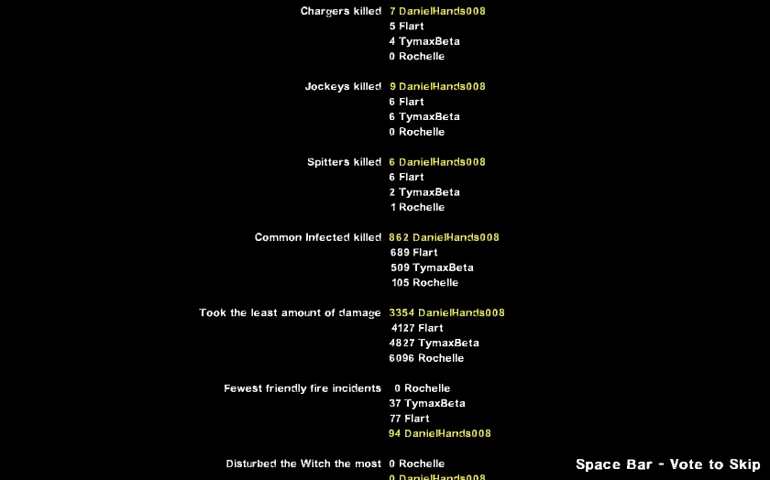 Chargers killed 7 DanielHands008
5 Flart
4 TymaxBeta
0 Rochelle
Jockeys killed 9 DanielHands008
6 Flart
6 TymaxBeta
0 Rochelle
Spitters killed 6 DanielHands008
6 Flart
2 TymaxBeta
1 Rochelle
Common Infected killed 862 DanielHands008
689 Flart
509 TymaxBeta
105 Rochelle
Took the least amount of damage 3354 DanielHands008
4127 Flart
4827 TymaxBeta
6096 Rochelle
Fewest friendly fire incidents 0 Rochelle
37 TymaxBeta
77 Flart
94 DanielHands008
Disturbed the Witch the most 0 Rochelle
0 DanielHands008
Space Bar - Vote to Skip